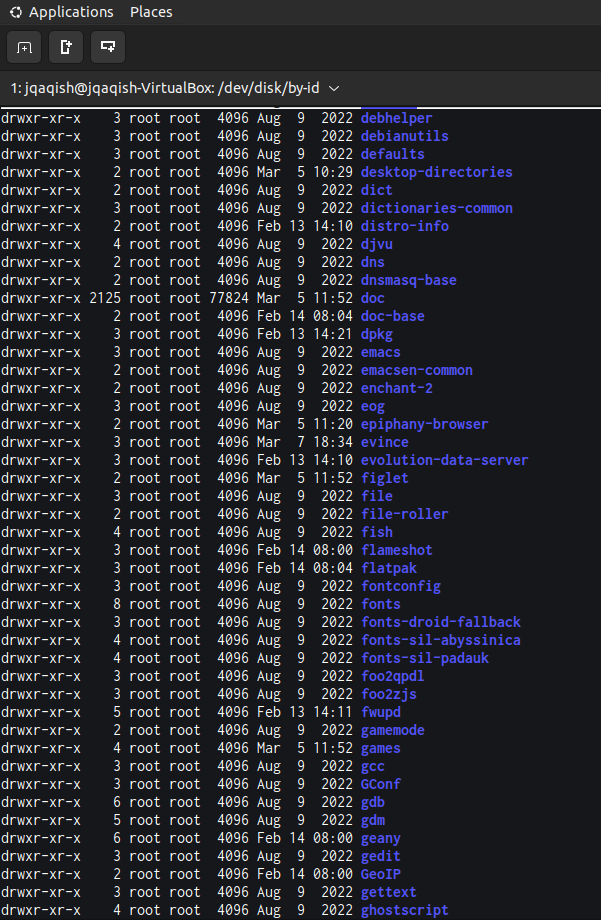 Applications Places
1: jqaqish@jqaqish-VirtualBox: /dev/disk/by-id
drwxr-xr-x 3 root root 4096 Aug 9 2022 debhelper
drwxr-xr-x 3 root root 4096 Aug 9 2022 debianutils
drwxr-xr-x 3 root root 4096 Aug 9 2022 defaults
drwxr-xr-x 2 root root 4096 Mar 5 10:29 desktop-directories
drwxr-xr-x 2 root root 4096 Aug 9 2022 dict
drwxr-xr-x 3 root root 4096 Aug 9 2022 dictionaries-common
drwxr-xr-x 2 root root 4096 Feb 13 14:10 distro-info
drwxr-xr-x 4 root root 4096 Aug 9 2022 djvu
drwxr-xr-x 2 root root 4096 Aug 9 2022 dns
drwxr-xr-x 2 root root 4096 Aug 9 2022 dnsmasq-base
drwxr-xr-x 2125 root root 77824 Mar 5 11:52 doc
drwxr-xr-x 2 root root 4096 Feb 14 08:04 doc-base
drwxr-xr-x 3 root root 4096 Feb 13 14:21 dpkg
drwxr-xr-x 3 root root 4096 Aug 9 2022 emacs
drwxr-xr-x 2 root root 4096 Aug 9 2022 emacsen-common
drwxr-xr-x 2 root root 4096 Aug 9 2022 enchant-2
drwxr-xr-x 3 root root 4096 Aug 9 2022 eog
drwxr-xr-x 2 root root 4096 Mar 5 11:20 epiphany-browser
drwxr-xr-x 3 root root 4096 Mar 7 18:34 evince
drwxr-xr-x 3 root root 4096 Feb 13 14:10 evolution-data-server
drwxr-xr-x 2 root root 4096 Mar 5 11:52 figlet
drwxr-xr-x 3 root root 4096 Aug 9 2022 file
drwxr-xr-x 2 root root 4096 Aug 9 2022 file-roller
drwxr-xr-x 4 root root 4096 Aug 9 2022 fish
drwxr-xr-x 3 root root 4096 Feb 14 08:00 flameshot
drwxr-xr-x 3 root root 4096 Feb 14 08:04 flatpak
drwxr-xr-x 3 root root 4096 Aug 9 2022 fontconfig
drwxr-xr-x 8 root root 4096 Aug 9 2022 fonts
drwxr-xr-x 3 root root 4096 Aug 9 2022 fonts-droid-fallback
drwxr-xr-x 4 root root 4096 Aug 9 2022 fonts-sil-abyssinica
drwxr-xr-x 4 root root 4096 Aug 9 2022 fonts-sil-padauk
drwxr-xr-x 3 root root 4096 Aug 9 2022 foo2qpdl
drwxr-xr-x 3 root root 4096 Aug 9 2022 foo2zjs
drwxr-xr-x 5 root root 4096 Feb 13 14:11 fwupd
drwxr-xr-x 2 root root 4096 Aug 9 2022 gamemode
drwxr-xr-x 4 root root 4096 Mar 5 11:52 games
drwxr-xr-x 3 root root 4096 Aug 9 2022 gcc
drwxr-xr-x 3 root root 4096 Aug 9 2022 GConf
drwxr-xr-x 6 root root 4096 Aug 9 2022 gdb
drwxr-xr-x 5 root root 4096 Aug 9 2022 gdm
drwxr-xr-x 6 root root 4096 Feb 14 08:00 geany
drwxr-xr-x 3 root root 4096 Aug 9 2022 gedit
drwxr-xr-x 2 root root 4096 Feb 14 08:00 GeoIP
drwxr-xr-x 3 root root 4096 Aug 9 2022 gettext
drwxr-xr-x 4 root root 4096 Aug 9 2022 ghostscript